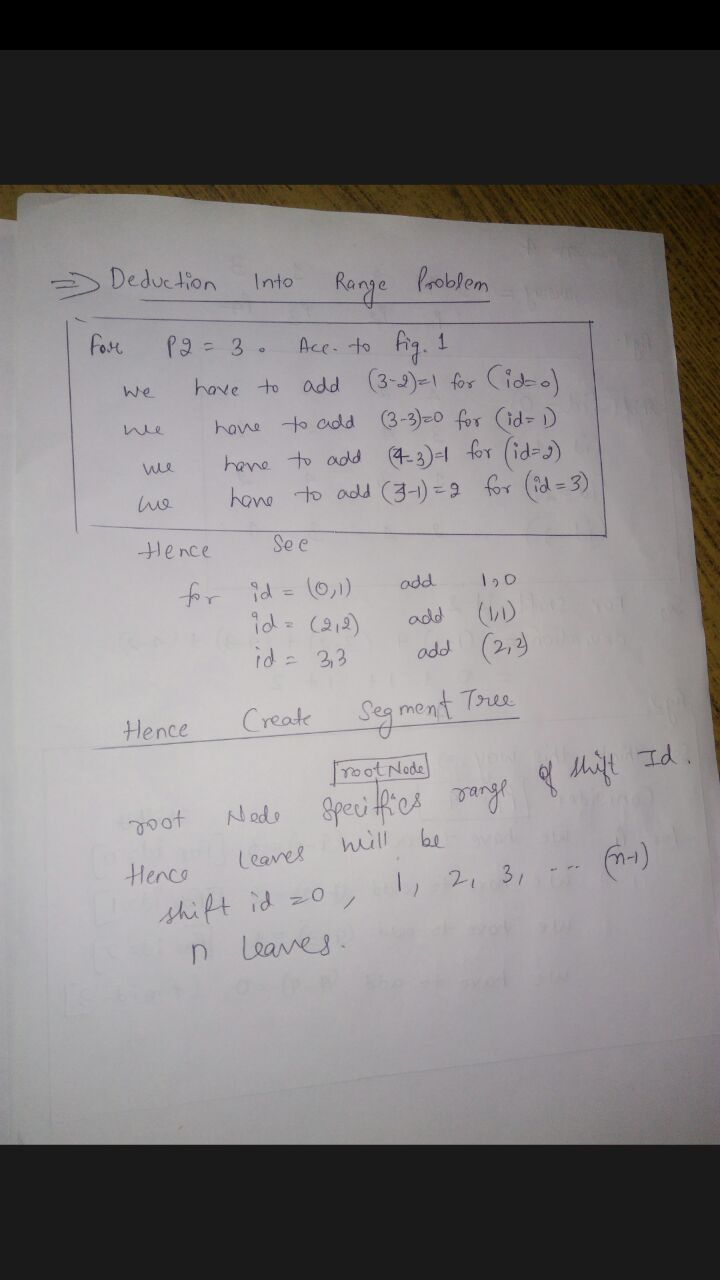 ⇒ Deduction Into Range Problem
For P2 = 3. Acc. to fig. 1
we have to add (3-2)=1 for (id=0)
we have to add (3-3)=0 for (id=1)
we have to add (4-3)=1 for (id=2)
we have to add (3-1)=2 for (id=3)
Hence See
for id = (0,1) add 1,0
id = (2,2) add (1,1)
id = 3,3 add (2,2)
Hence Create Segment Tree
root Node
root Node Specifics range of shift Id.
Hence leaves will be
shift id = 0, 1, 2, 3, ... (n-1)
n leaves.